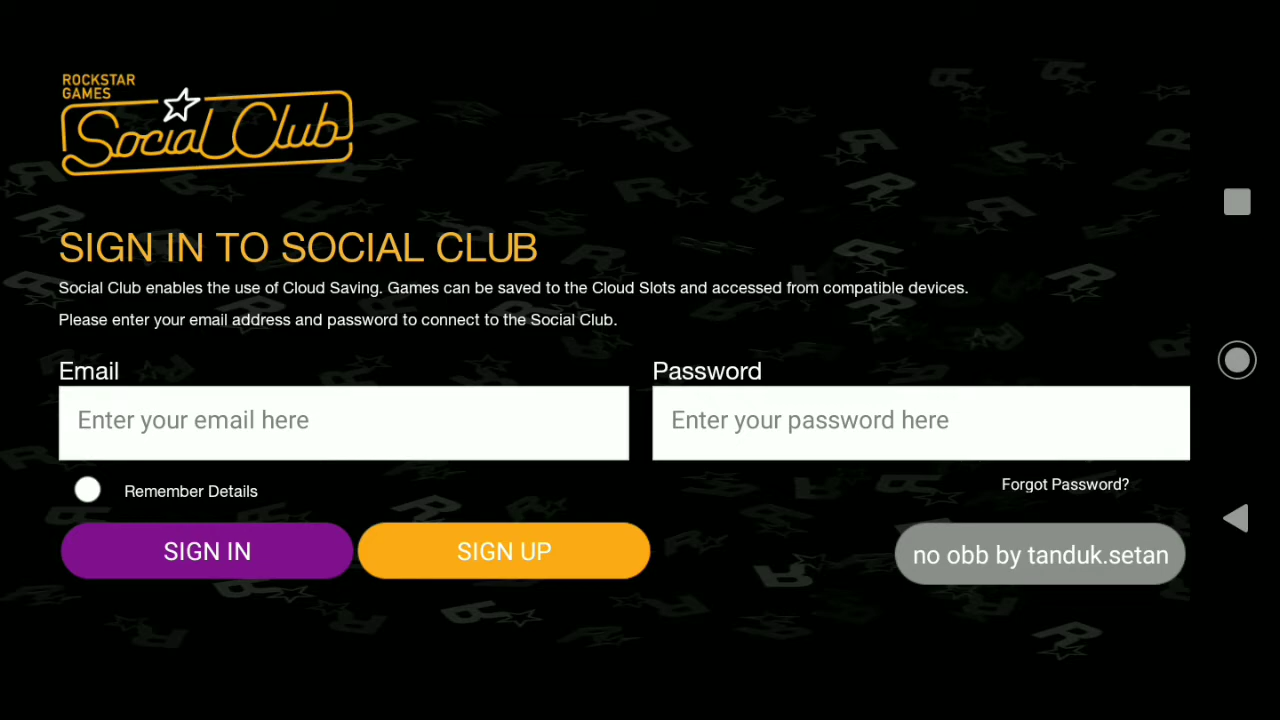 ROCKSTAR
GAMES
Social Club
SIGN IN TO SOCIAL CLUB
Social Club enables the use of Cloud Saving. Games can be saved to the Cloud Slots and accessed from compatible devices.
Please enter your email address and password to connect to the Social Club.
Email
Password
Enter your email here
Enter your password here
Remember Details
Forgot Password?
SIGN IN
SIGN UP
no obb by tanduk.setan